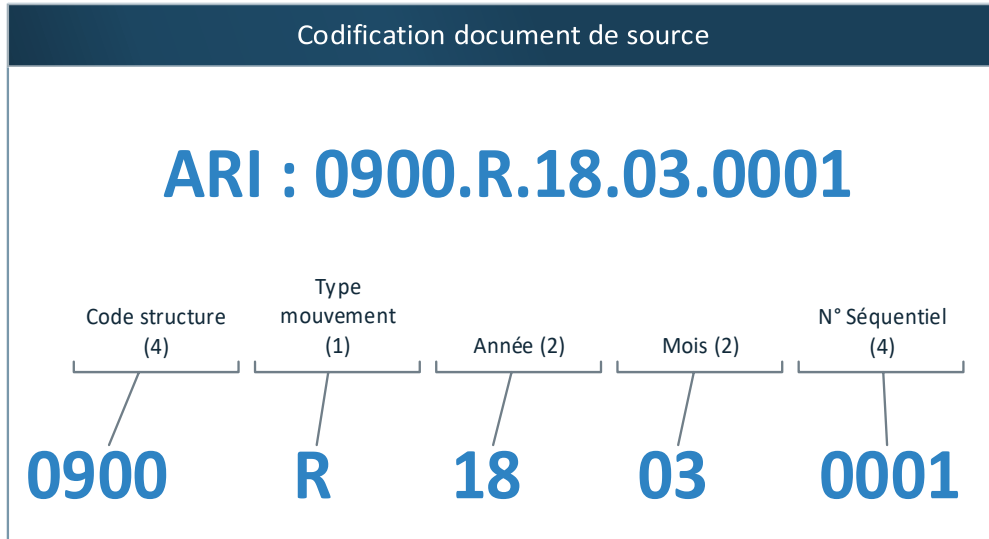 Codification document de source
ARI : 0900.R.18.03.0001
Code structure
(4)
Type
mouvement
(1)
Année (2)
Mois (2)
N° Séquentiel
(4)
0900
R
18
03
0001